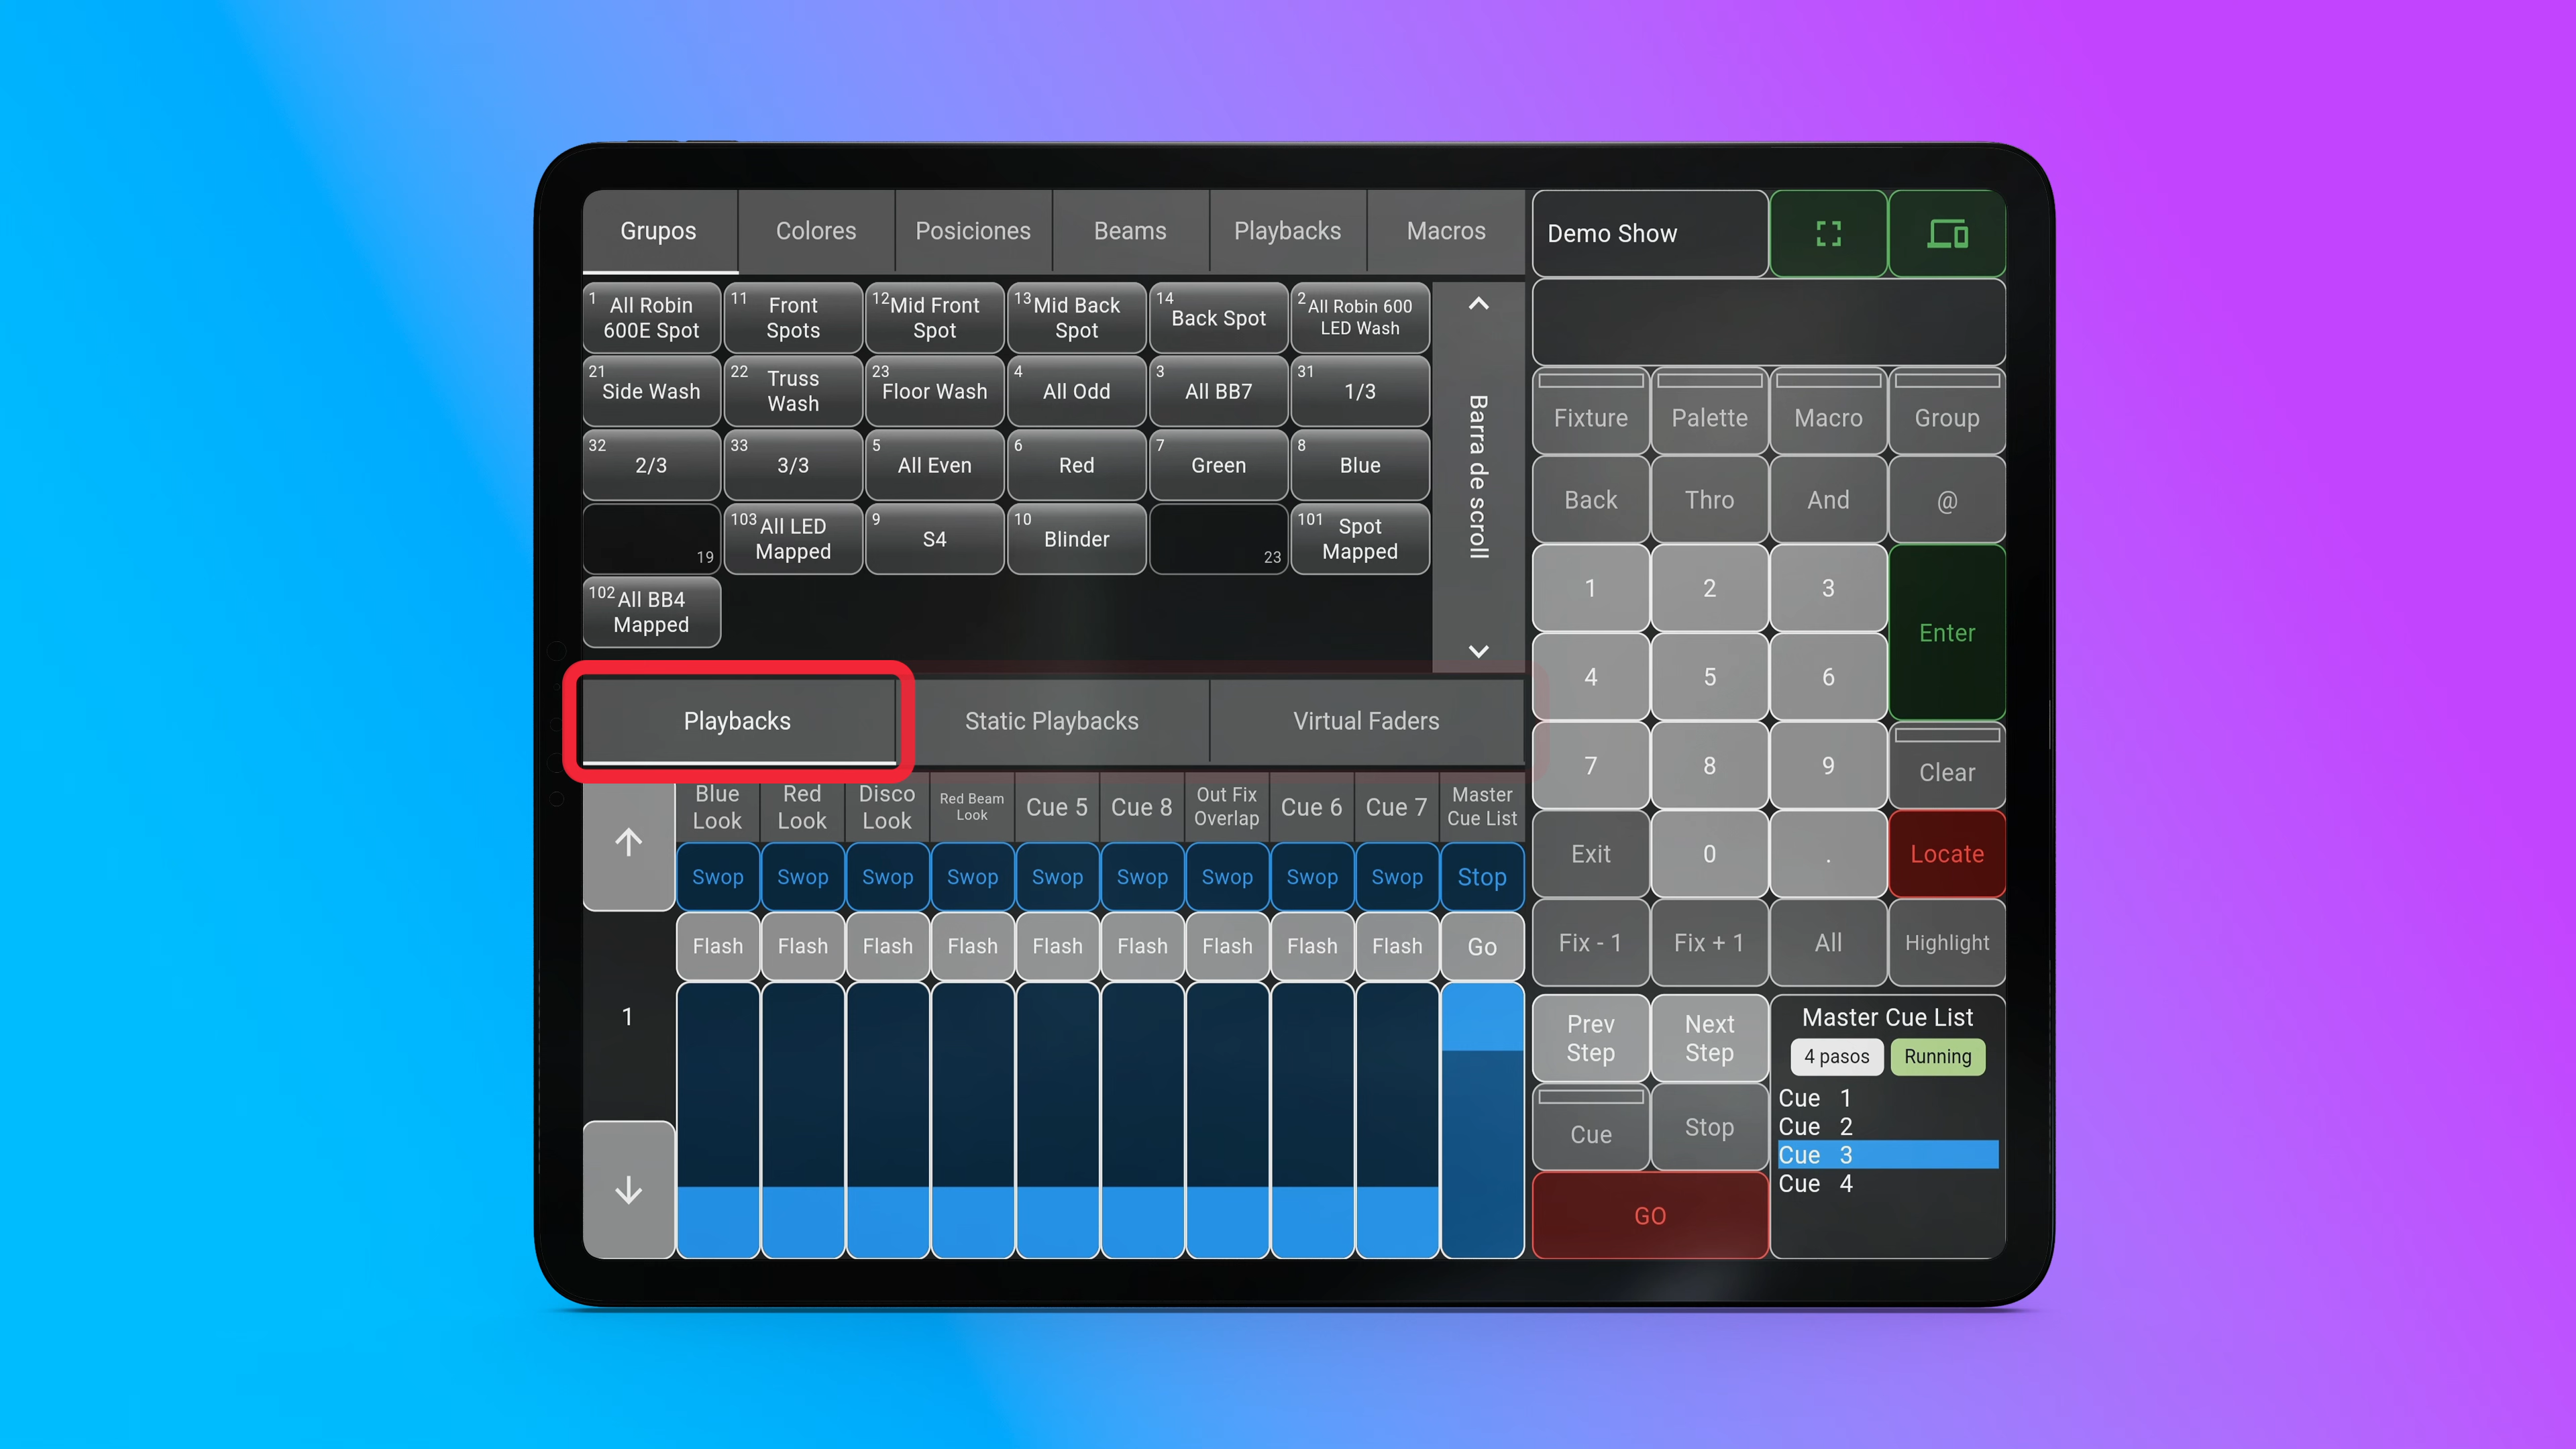 Grupos
Colores
Posiciones
Beams
Playbacks
Macros
Demo Show
1
All Robin
600E Spot
11
Front
Spots
12
Mid Front
Spot
13
Mid Back
Spot
14
Back Spot
2
All Robin 600
LED Wash
21
Side Wash
22
Truss
Wash
23
Floor Wash
4
All Odd
3
All BB7
31
1/3
32
2/3
33
3/3
5
All Even
6
Red
7
Green
8
Blue
19
103
All LED
Mapped
9
S4
10
Blinder
23
101
Spot
Mapped
102
All BB4
Mapped
Barra de scroll
Playbacks
Static Playbacks
Virtual Faders
Blue
Look
Red
Look
Disco
Look
Red Beam
Look
Cue 5
Cue 8
Out Fix
Overlap
Cue 6
Cue 7
Master
Cue List
Swop
Swop
Swop
Swop
Swop
Swop
Swop
Swop
Swop
Stop
Flash
Flash
Flash
Flash
Flash
Flash
Flash
Flash
Flash
Go
1
Fixture
Palette
Macro
Group
Back
Thro
And
@
1
2
3
Enter
4
5
6
7
8
9
Clear
Exit
0
.
Locate
Fix - 1
Fix + 1
All
Highlight
Prev
Step
Next
Step
Cue
Stop
GO
Master Cue List
4 pasos
Running
Cue 1
Cue 2
Cue 3
Cue 4